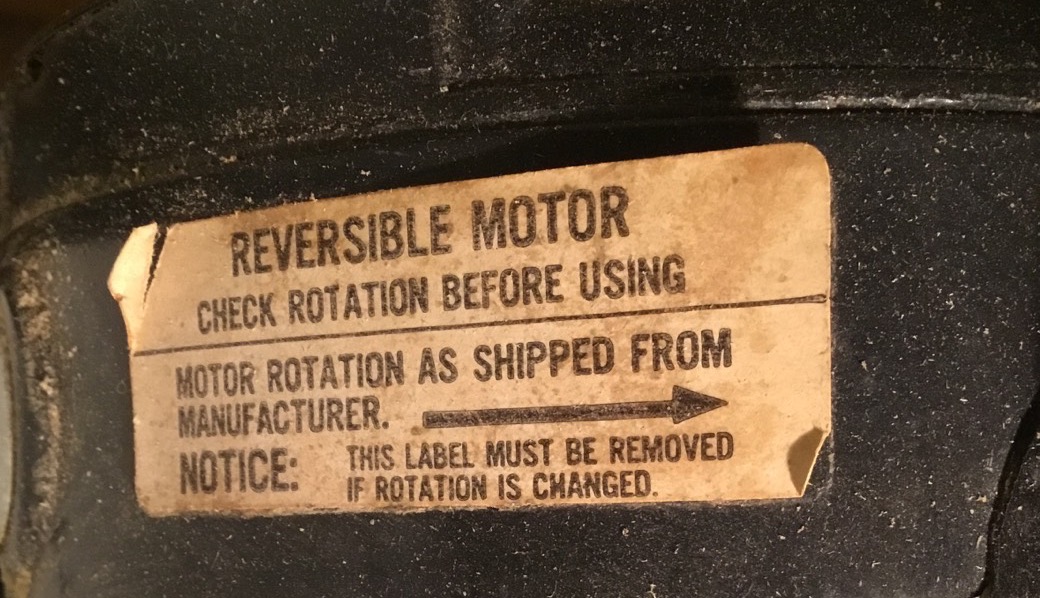 REVERSIBLE MOTOR
CHECK ROTATION BEFORE USING
MOTOR ROTATION AS SHIPPED FROM
MANUFACTURER.
NOTICE: THIS LABEL MUST BE REMOVED
IF ROTATION IS CHANGED.